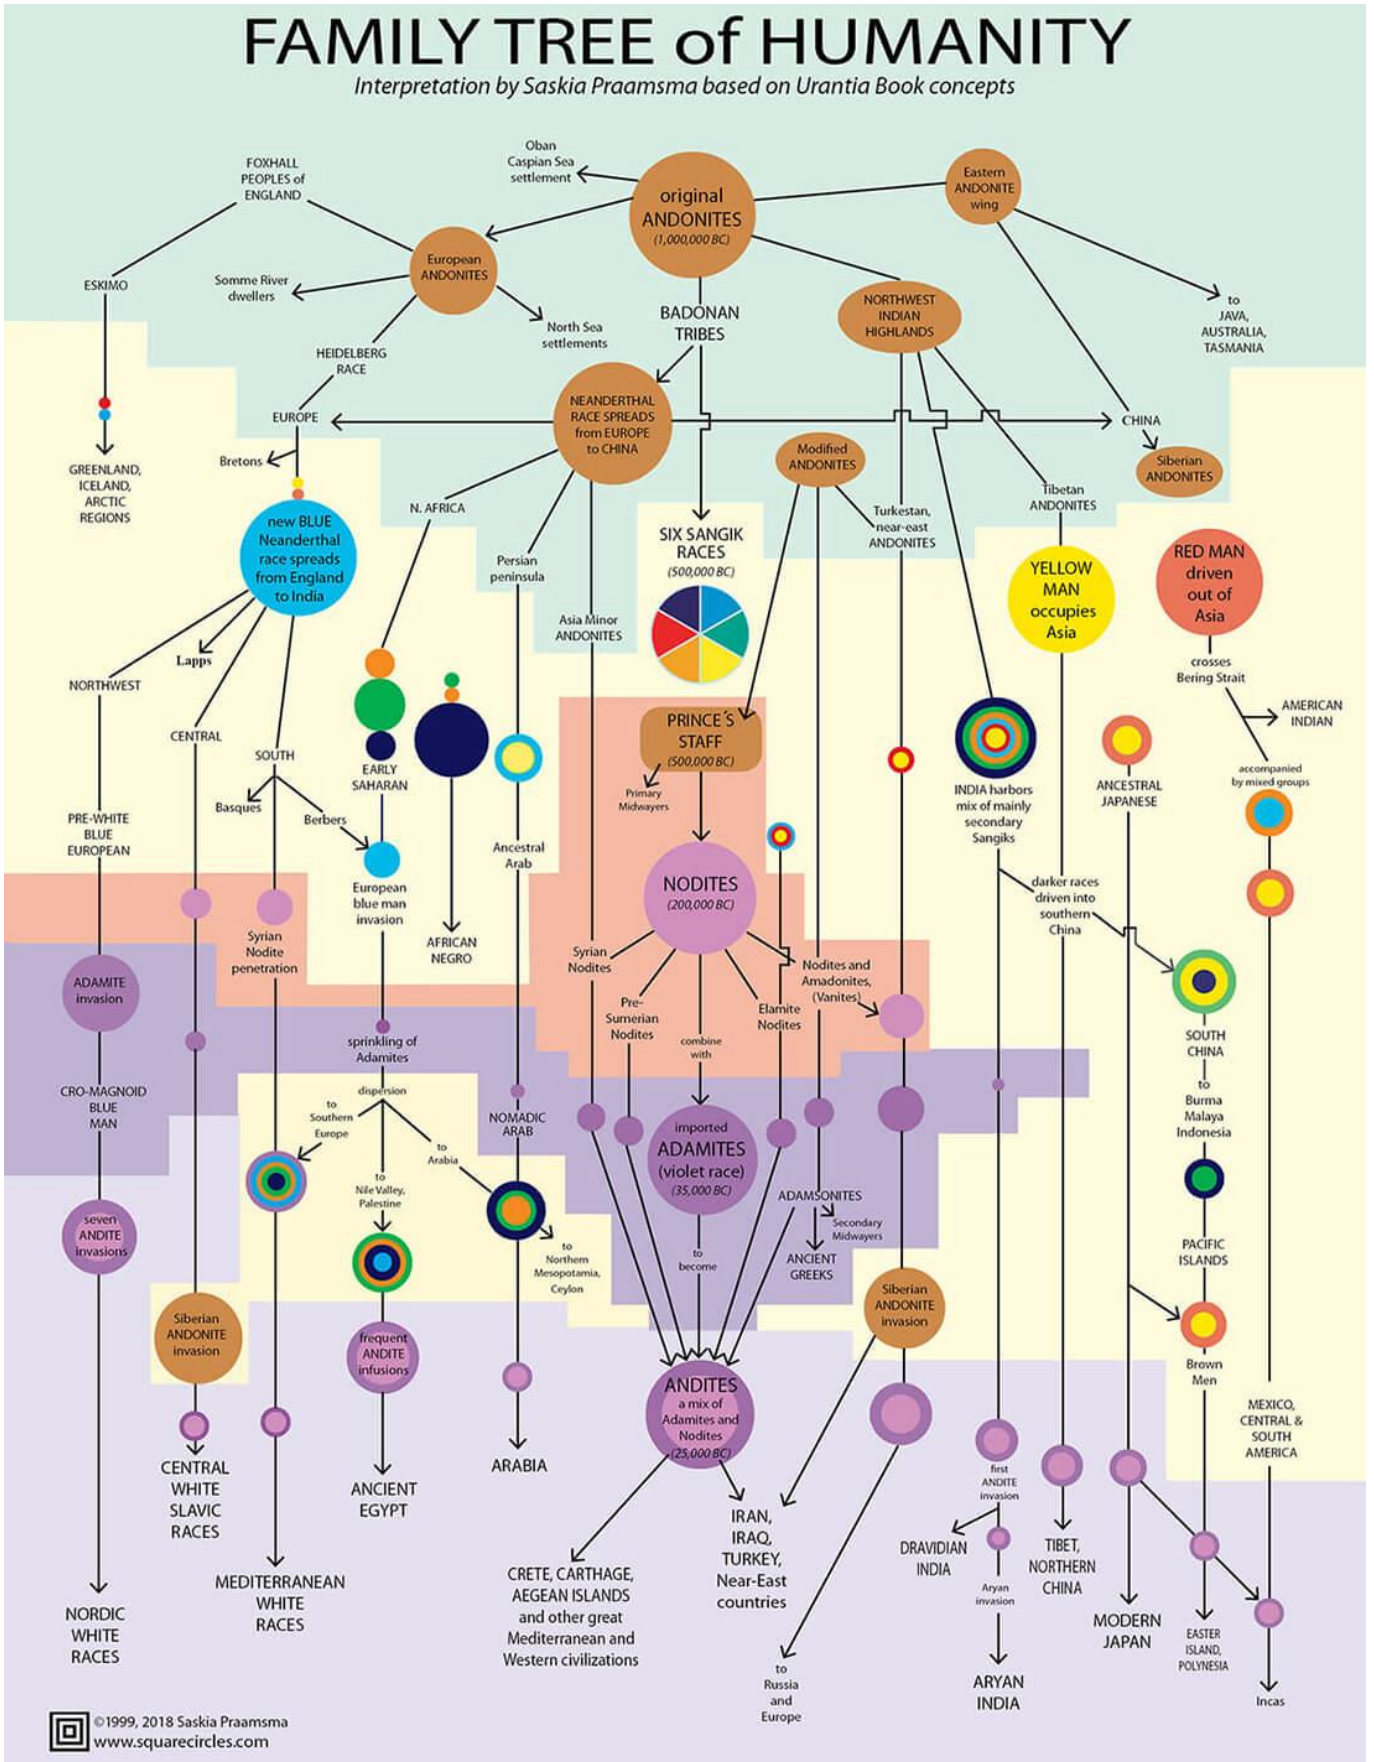 FAMILY TREE of HUMANITY
Interpretation by Saskia Praamsma based on Urantia Book concepts
FOXHALL
PEOPLES of
ENGLAND
Oban
Caspian Sea
settlement
original
ANDONITES
(1,000,000 BC)
Eastern
ANDONITE
wing
ESKIMO
European
ANDONITES
Somme River
dwellers
North Sea
settlements
BADONAN
TRIBES
NORTHWEST
INDIAN
HIGHLANDS
to
JAVA,
AUSTRALIA,
TASMANIA
HEIDELBERG
RACE
EUROPE
NEANDERTHAL
RACE SPREADS
from EUROPE
to CHINA
CHINA
Bretons
GREENLAND,
ICELAND,
ARCTIC
REGIONS
Modified
ANDONITES
Siberian
ANDONITES
N. AFRICA
Tibetan
ANDONITES
Turkestan,
near-east
ANDONITES
new BLUE
Neanderthal
race spreads
from England
to India
SIX SANGIK
RACES
(500,000 BC)
Persian
peninsula
YELLOW
MAN
occupies
Asia
RED MAN
driven
out of
Asia
Asia Minor
ANDONITES
Lapps
crosses
Bering Strait
NORTHWEST
CENTRAL
SOUTH
AMERICAN
INDIAN
PRINCE´S
STAFF
(500,000 BC)
EARLY
SAHARAN
Primary
Midwayers
INDIA harbors
mix of mainly
secondary
Sangiks
ANCESTRAL
JAPANESE
accompanied
by mixed groups
Basques
Berbers
PRE-WHITE
BLUE
EUROPEAN
Ancestral
Arab
European
blue man
invasion
NODITES
(200,000 BC)
darker races
driven into
southern
China
AFRICAN
NEGRO
Syrian
Nodite
penetration
Syrian
Nodites
Nodites and
Amadonites,
(Vanites)
ADAMITE
invasion
Pre-
Sumerian
Nodites
Elamite
Nodites
combine
with
sprinkling of
Adamites
SOUTH
CHINA
to
Burma
Malaya
Indonesia
CRO-MAGNOID
BLUE
MAN
dispersion
to
Southern
Europe
to
Arabia
to
Nile Valley,
Palestine
NOMADIC
ARAB
imported
ADAMITES
(violet race)
(35,000 BC)
ADAMSONITES
Secondary
Midwayers
ANCIENT
GREEKS
seven
ANDITE
invasions
to
Northern
Mesopotamia,
Ceylon
to
become
PACIFIC
ISLANDS
Siberian
ANDONITE
invasion
Siberian
ANDONITE
invasion
frequent
ANDITE
infusions
Brown
Men
ANDITES
a mix of
Adamites and
Nodites
(25,000 BC)
MEXICO,
CENTRAL &
SOUTH
AMERICA
CENTRAL
WHITE
SLAVIC
RACES
ANCIENT
EGYPT
ARABIA
first
ANDITE
invasion
IRAN,
IRAQ,
TURKEY,
Near-East
countries
DRAVIDIAN
INDIA
TIBET,
NORTHERN
CHINA
CRETE, CARTHAGE,
AEGEAN ISLANDS
and other great
Mediterranean and
Western civilizations
MEDITERRANEAN
WHITE
RACES
Aryan
invasion
NORDIC
WHITE
RACES
MODERN
JAPAN
EASTER
ISLAND,
POLYNESIA
to
Russia
and
Europe
ARYAN
INDIA
Incas
©1999, 2018 Saskia Praamsma
www.squarecircles.com